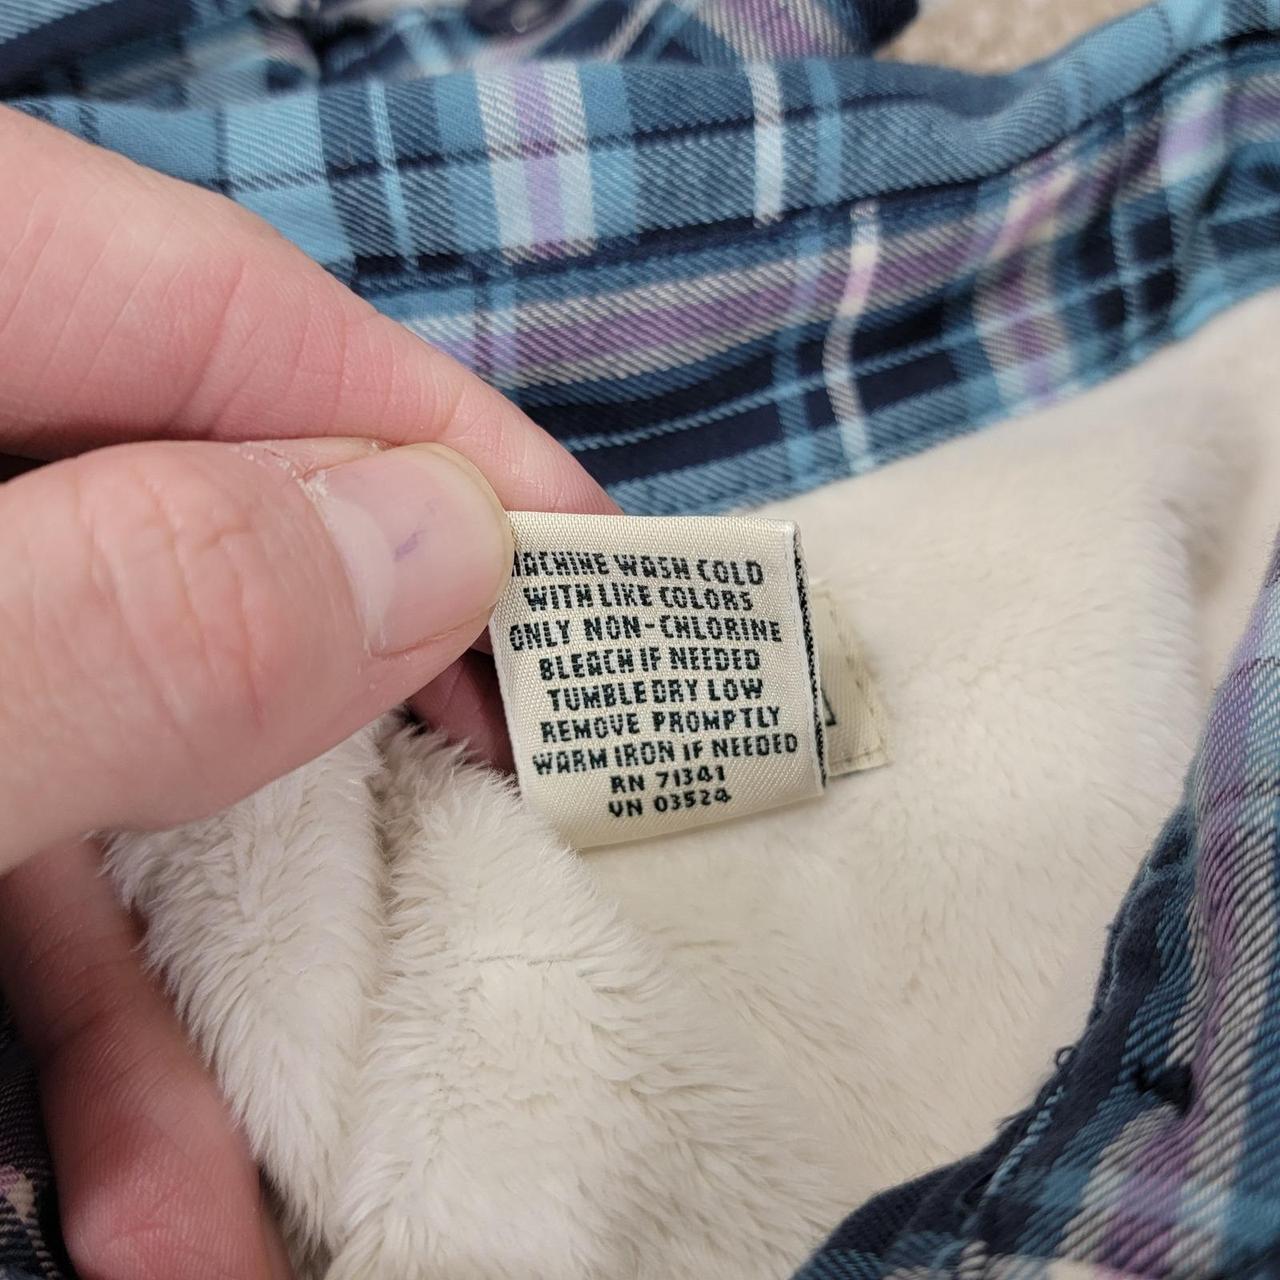 MACHINE WASH COLD
WITH LIKE COLORS
ONLY NON-CHLORINE
BLEACH IF NEEDED
TUMBLE DRY LOW
REMOVE PROMPTLY
WARM IRON IF NEEDED
RN 71341
VN 03524